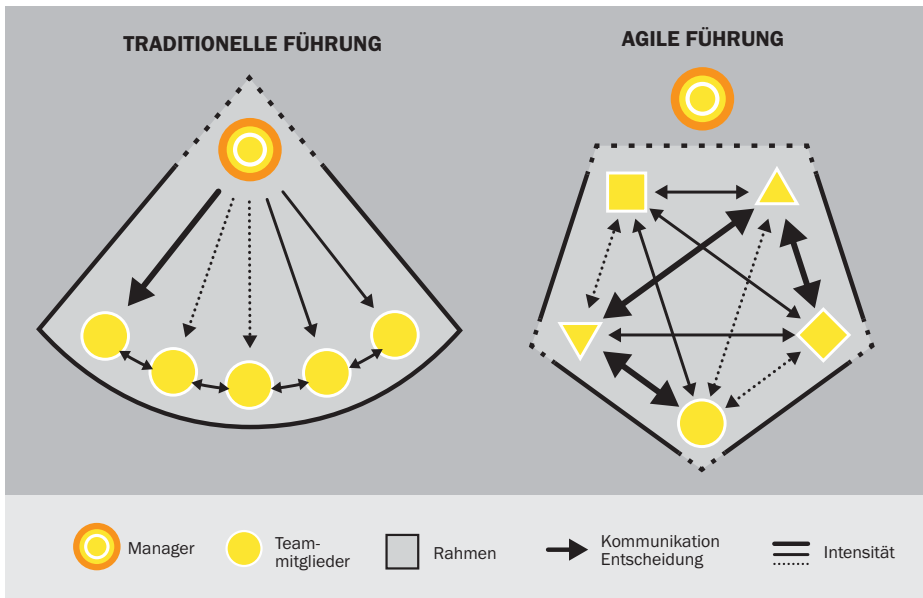 TRADITIONELLE FÜHRUNG
AGILE FÜHRUNG
Manager
Team-
mitglieder
Rahmen
Kommunikation
Entscheidung
Intensität